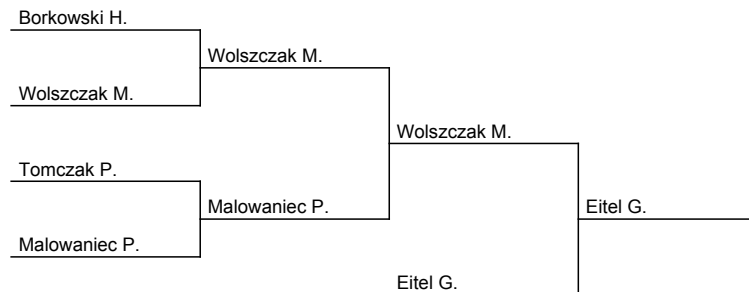 Borkowski H.
Wolszczak M.
Wolszczak M.
Wolszczak M.
Tomczak P.
Malowaniec P.
Eitel G.
Malowaniec P.
Eitel G.